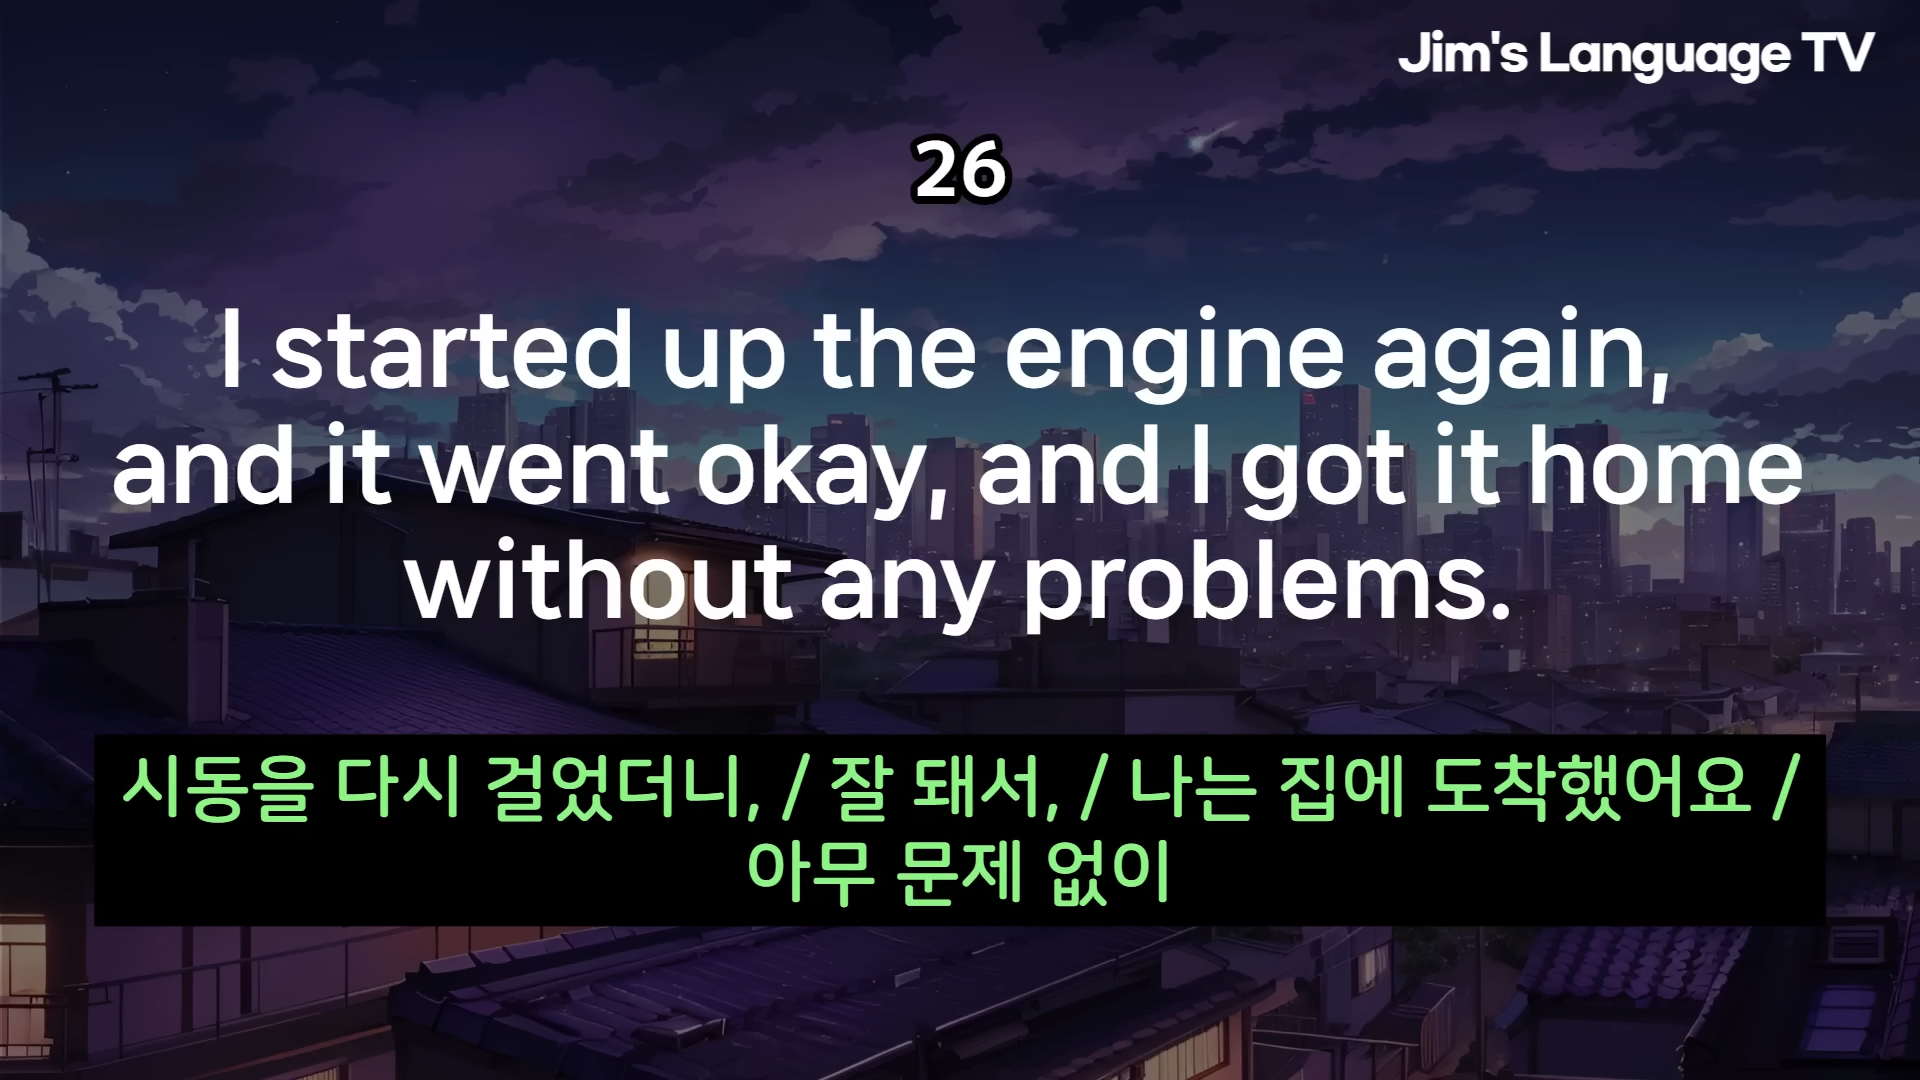 Jim's Language TV
26
I started up the engine again,
and it went okay, and I got it home
without any problems.
시동을 다시 걸었더니, / 잘 돼서, / 나는 집에 도착했어요 /
아무 문제 없이